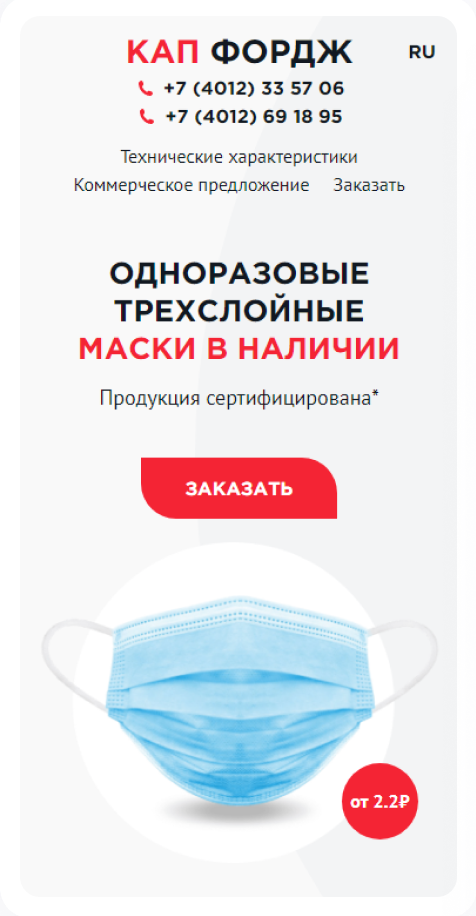 КАП ФОРДЖ
RU
+7 (4012) 33 57 06
+7 (4012) 69 18 95
Технические характеристики
Коммерческое предложение Заказать
ОДНОРАЗОВЫЕ
ТРЕХСЛОЙНЫЕ
МАСКИ В НАЛИЧИИ
Продукция сертифицирована*
ЗАКАЗАТЬ
от 2.2₽